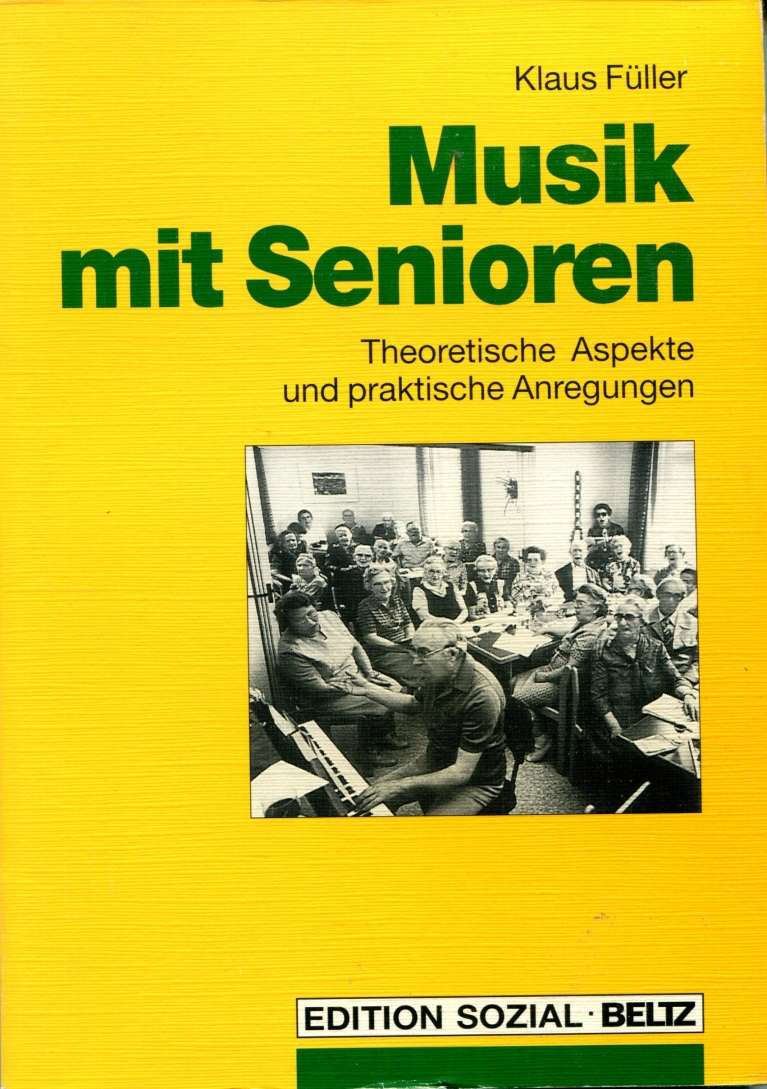 Klaus Füller
Musik
mit Senioren
Theoretische Aspekte
und praktische Anregungen
EDITION SOZIAL · BELTZ